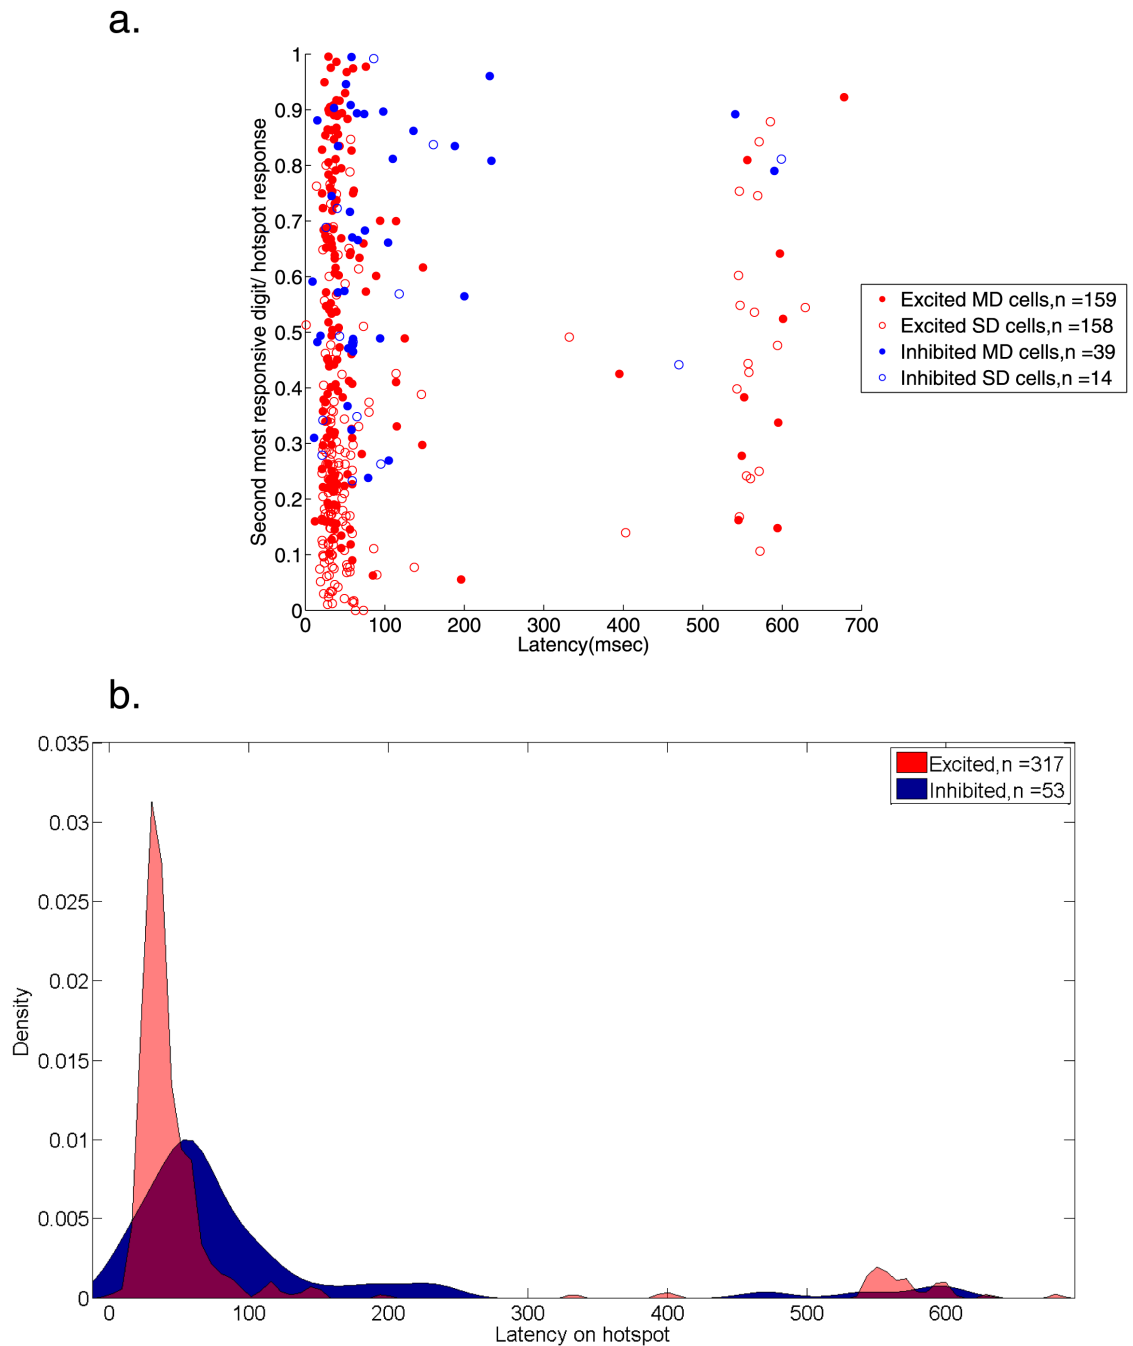 a.
Second most responsive digit/ hotspot response
1
0.9
0.8
0.7
0.6
0.5
0.4
0.3
0.2
0.1
0
0 100 200 300 400 500 600 700
Latency(msec)
Excited MD cells,n =159
Excited SD cells,n =158
Inhibited MD cells,n =39
Inhibited SD cells,n =14
b.
Density
0.035
0.03
0.025
0.02
0.015
0.01
0.005
0
0 100 200 300 400 500 600
Latency on hotspot
Excited,n =317
Inhibited,n =53